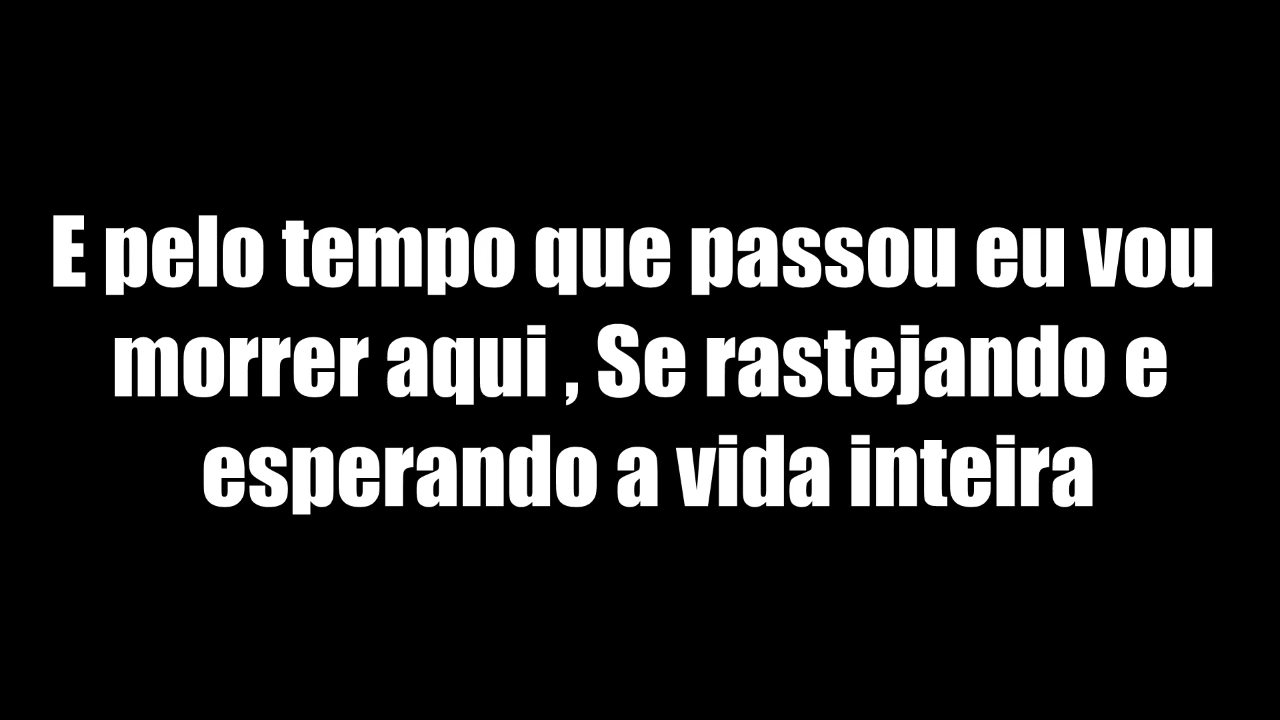 E pelo tempo que passou eu vou
morrer aqui , Se rastejando e
esperando a vida inteira